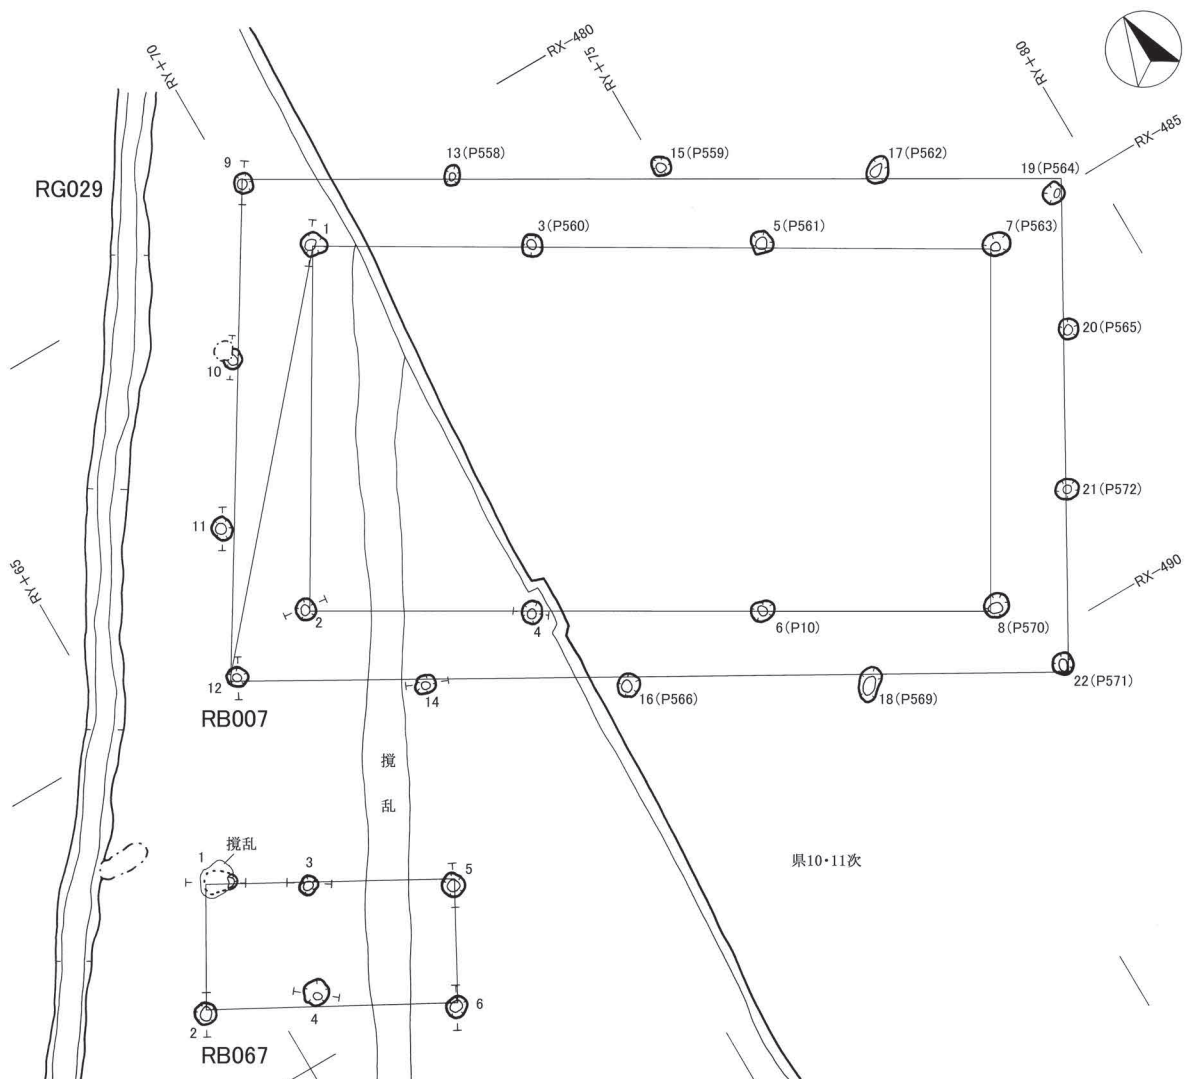 RY+70
RX-480
RY+75
RY+80
RX-485
RG029
9
13(P558)
15(P559)
17(P562)
19(P564)
1
3(P560)
5(P561)
7(P563)
20(P565)
10
21(P572)
11
RY+65
RX-490
2
4
6(P10)
8(P570)
12
14
16(P566)
18(P569)
22(P571)
RB007
撹
乱
撹乱
県10・11次
1
3
5
2
4
6
RB067